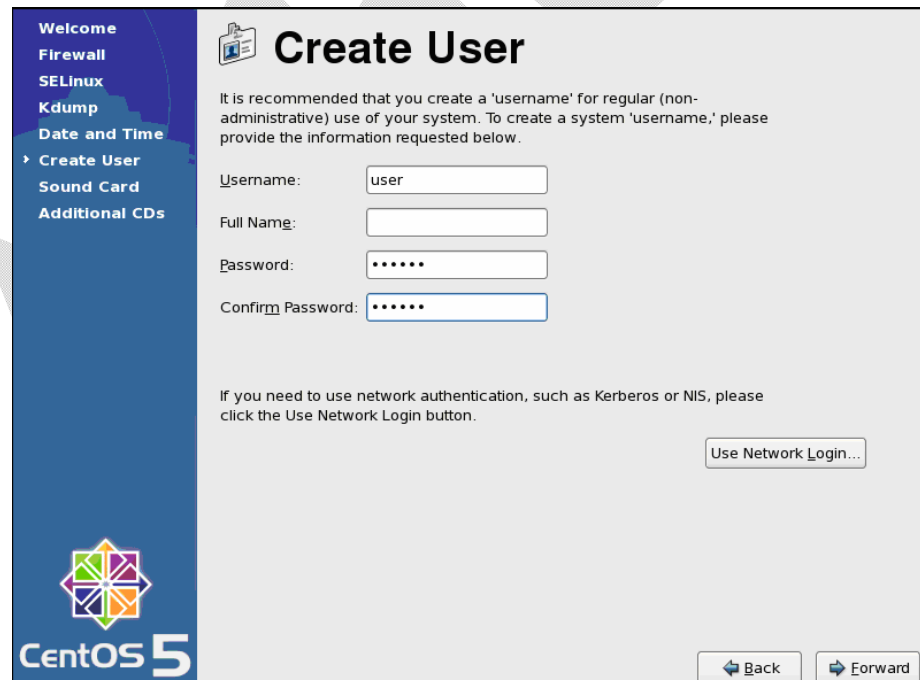 Welcome
Firewall
SELinux
Kdump
Date and Time
Create User
Sound Card
Additional CDs
Create User
It is recommended that you create a 'username' for regular (non-
administrative) use of your system. To create a system 'username,' please
provide the information requested below.
Username: user
Full Name:
Password: ••••••
Confirm Password: ••••••
If you need to use network authentication, such as Kerberos or NIS, please
click the Use Network Login button.
Use Network Login...
CentOS 5
Back
Forward